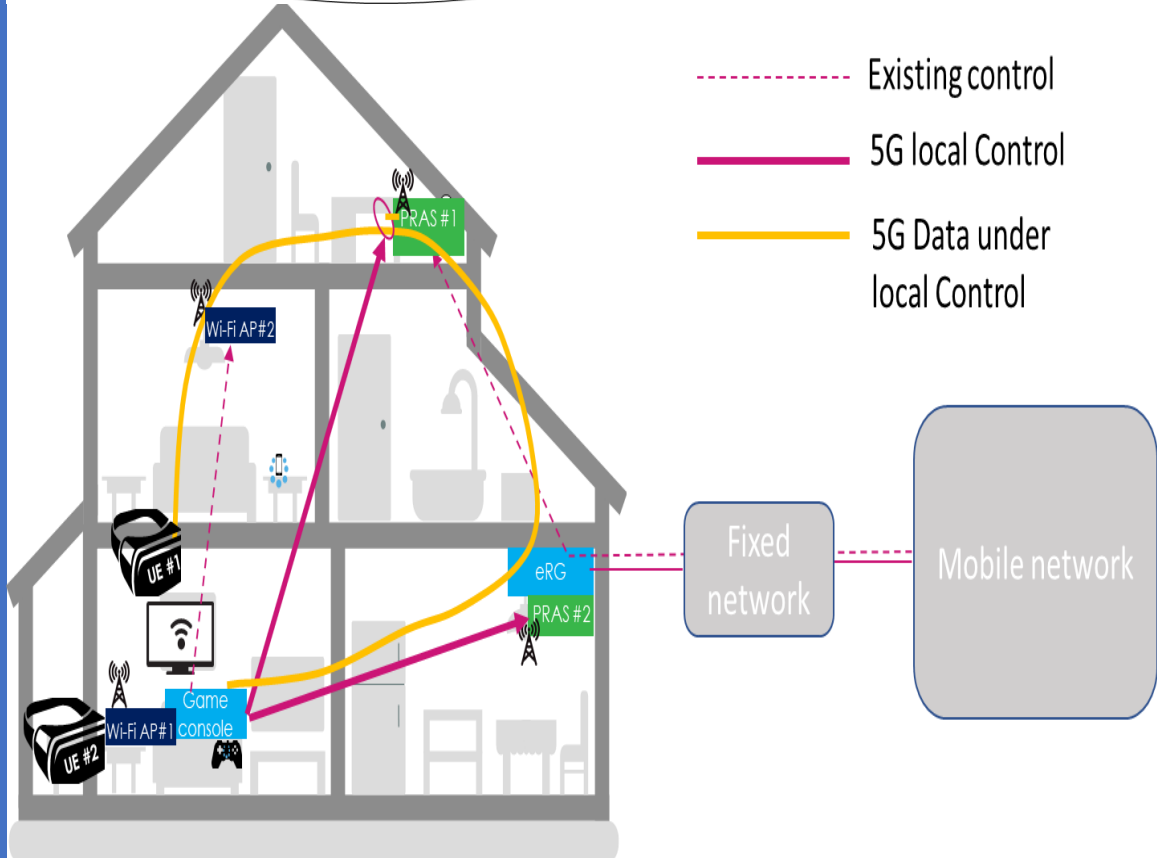 Existing control
5G local Control
PRAS #1
5G Data under
local Control
Wi-Fi AP#2
UE #1
eRG
Fixed
network
Mobile network
PRAS #2
Game
console
Wi-Fi AP#1
UE #2